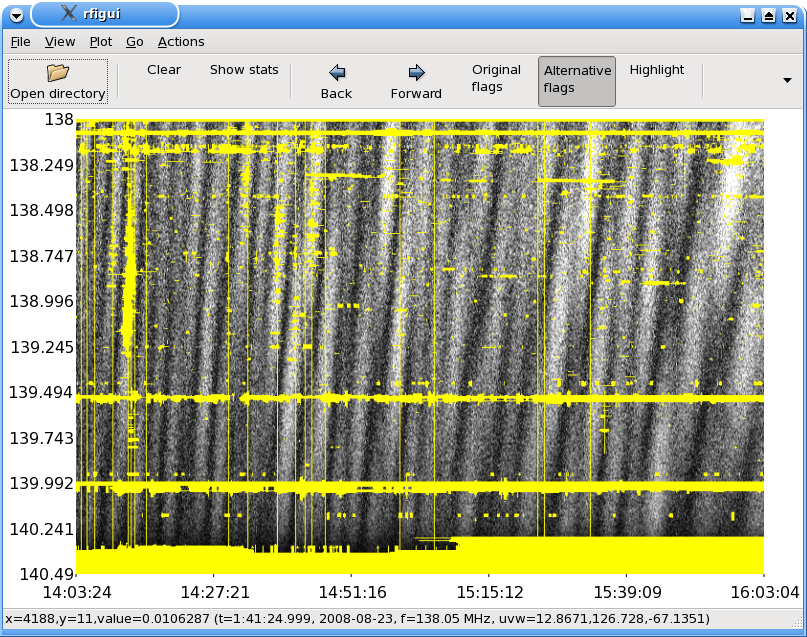 rfigui
File View Plot Go Actions
Open directory Clear Show stats Back Forward Original flags Alternative flags Highlight
138
138.249
138.498
138.747
138.996
139.245
139.494
139.743
139.992
140.241
140.49
14:03:24 14:27:21 14:51:16 15:15:12 15:39:09 16:03:04
x=4188,y=11,value=0.0106287 (t=1:41:24.999, 2008-08-23, f=138.05 MHz, uvw=12.8671,126.728,-67.1351)